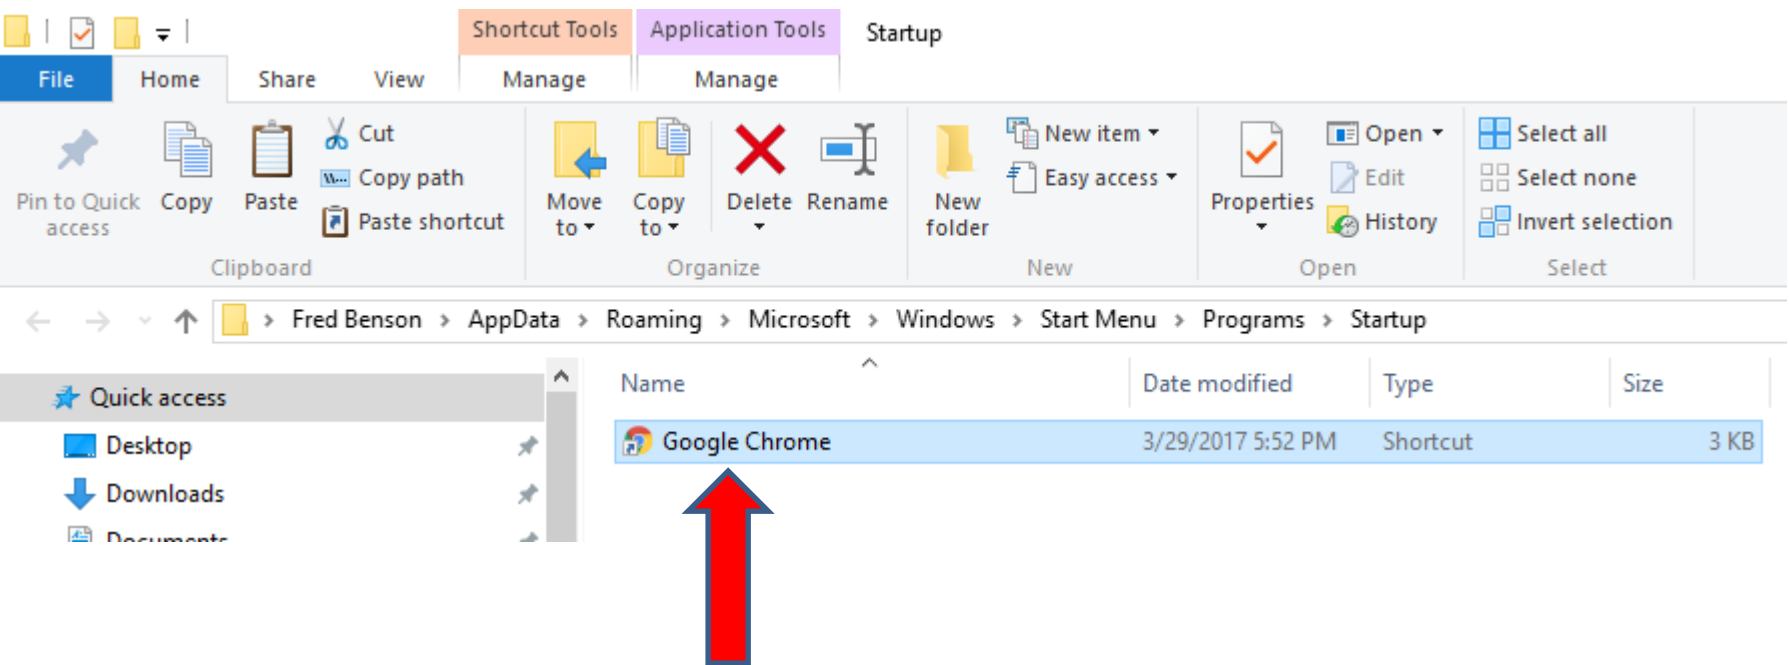 Shortcut Tools Application Tools Startup
File Home Share View Manage Manage
Pin to Quick access
Copy
Paste
Cut
Copy path
Paste shortcut
Clipboard
Move to
Copy to
Delete
Rename
Organize
New folder
New item
Easy access
New
Properties
Open
Edit
History
Open
Select all
Select none
Invert selection
Select
Fred Benson > AppData > Roaming > Microsoft > Windows > Start Menu > Programs > Startup
Quick access
Desktop
Downloads
Documents
Name Date modified Type Size
Google Chrome 3/29/2017 5:52 PM Shortcut 3 KB